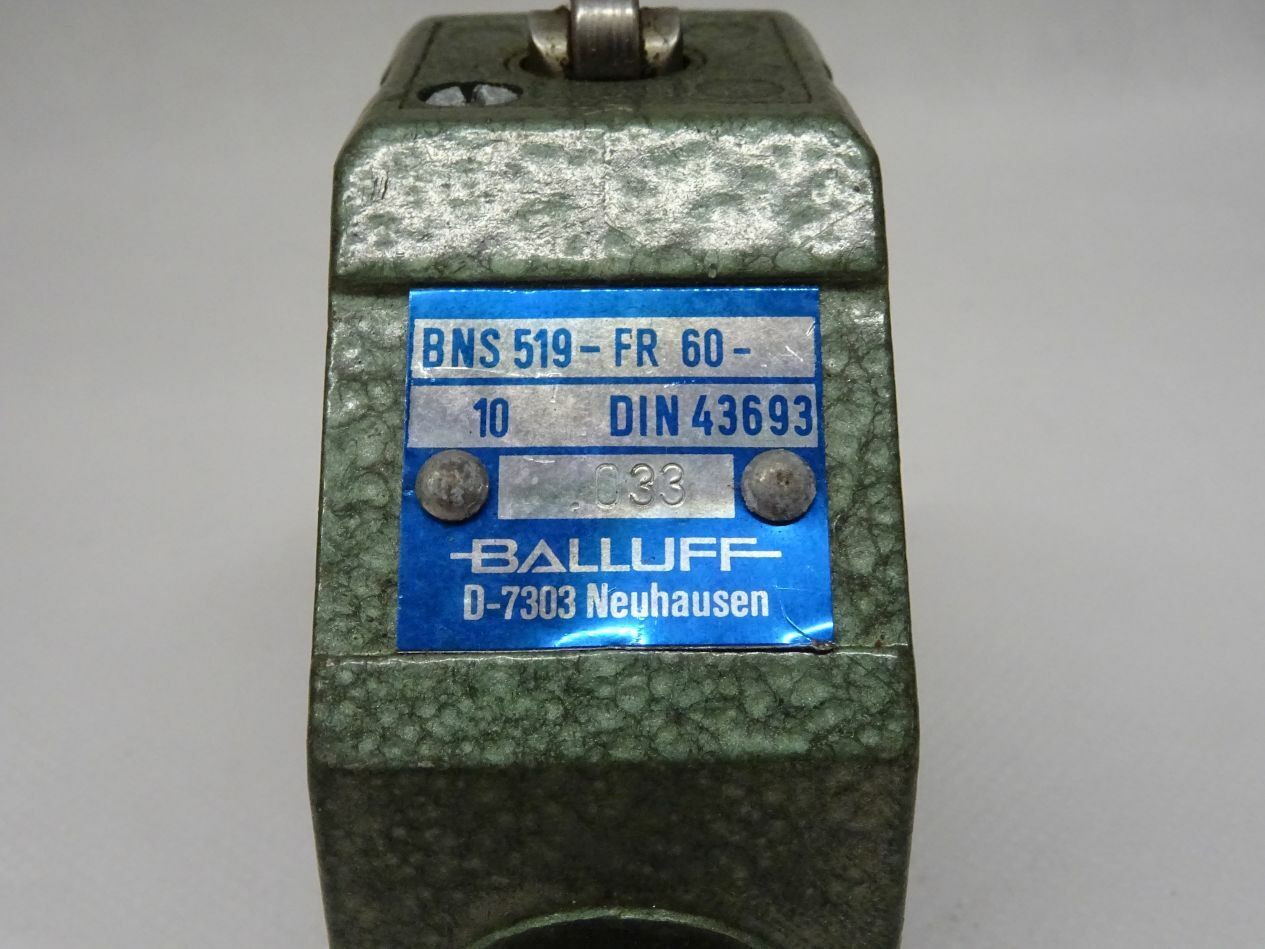 BNS 519 - FR 60 -
10 DIN 43693
.033
BALLUFF
D-7303 Neuhausen